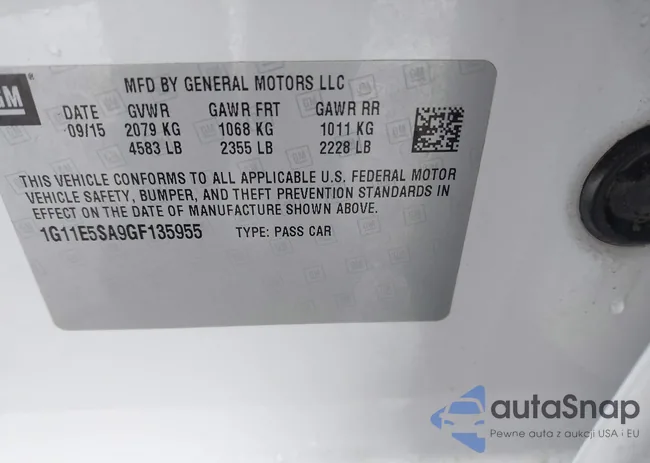 GM ®
MFD BY GENERAL MOTORS LLC
DATE GVWR GAWR FRT GAWR RR
09/15 2079 KG 1068 KG 1011 KG
4583 LB 2355 LB 2228 LB
THIS VEHICLE CONFORMS TO ALL APPLICABLE U.S. FEDERAL MOTOR
VEHICLE SAFETY, BUMPER, AND THEFT PREVENTION STANDARDS IN
EFFECT ON THE DATE OF MANUFACTURE SHOWN ABOVE.
1G11E5SA9GF135955 TYPE: PASS CAR
autaSnap
Pewne auta z aukcji USA i EU